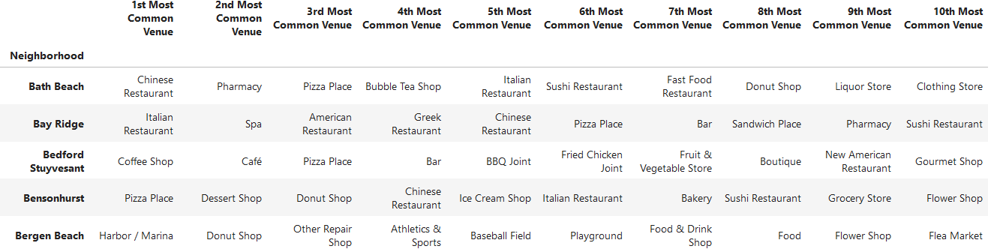 1st Most Common Venue 2nd Most Common Venue 3rd Most Common Venue 4th Most Common Venue 5th Most Common Venue 6th Most Common Venue 7th Most Common Venue 8th Most Common Venue 9th Most Common Venue 10th Most Common Venue
Neighborhood
Bath Beach Chinese Restaurant Pharmacy Pizza Place Bubble Tea Shop Italian Restaurant Sushi Restaurant Fast Food Restaurant Donut Shop Liquor Store Clothing Store
Bay Ridge Italian Restaurant Spa American Restaurant Greek Restaurant Chinese Restaurant Pizza Place Bar Sandwich Place Pharmacy Sushi Restaurant
Bedford Stuyvesant Coffee Shop Café Pizza Place Bar BBQ Joint Fried Chicken Joint Fruit & Vegetable Store Boutique New American Restaurant Gourmet Shop
Bensonhurst Pizza Place Dessert Shop Donut Shop Chinese Restaurant Ice Cream Shop Italian Restaurant Bakery Sushi Restaurant Grocery Store Flower Shop
Bergen Beach Harbor / Marina Donut Shop Other Repair Shop Athletics & Sports Baseball Field Playground Food & Drink Shop Food Flower Shop Flea Market